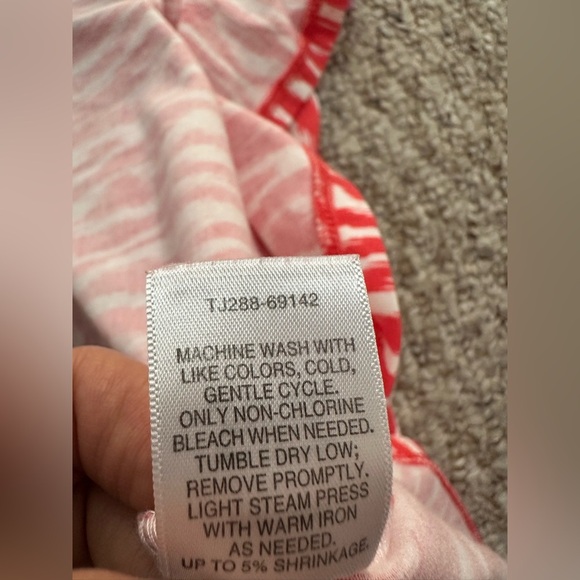 TJ288-69142
MACHINE WASH WITH
LIKE COLORS, COLD,
GENTLE CYCLE.
ONLY NON-CHLORINE
BLEACH WHEN NEEDED.
TUMBLE DRY LOW;
REMOVE PROMPTLY.
LIGHT STEAM PRESS
WITH WARM IRON
AS NEEDED.
UP TO 5% SHRINKAGE.